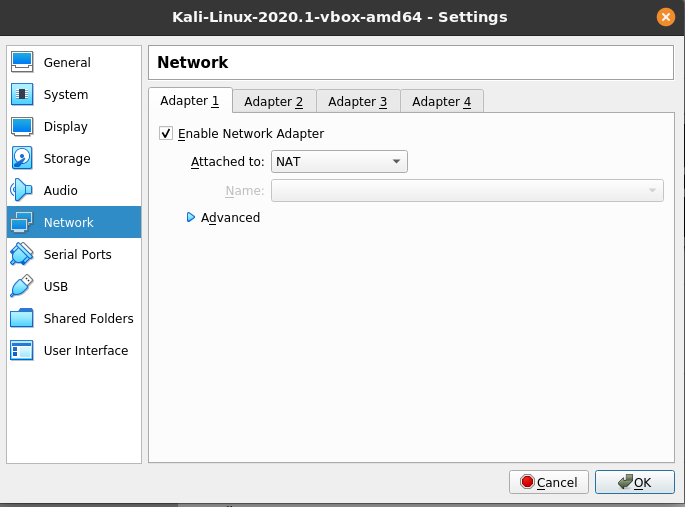 Kali-Linux-2020.1-vbox-amd64 - Settings
General
System
Display
Storage
Audio
Network
Serial Ports
USB
Shared Folders
User Interface
Network
Adapter 1 Adapter 2 Adapter 3 Adapter 4
Enable Network Adapter
Attached to: NAT
Name:
Advanced
Cancel OK